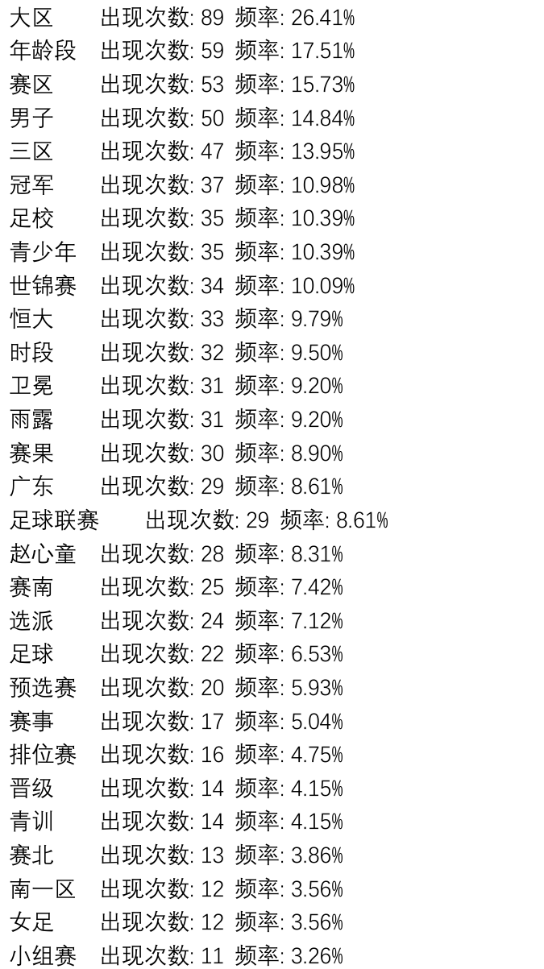 大区 出现次数: 89 频率: 26.41%
年龄段 出现次数: 59 频率: 17.51%
赛区 出现次数: 53 频率: 15.73%
男子 出现次数: 50 频率: 14.84%
三区 出现次数: 47 频率: 13.95%
冠军 出现次数: 37 频率: 10.98%
足校 出现次数: 35 频率: 10.39%
青少年 出现次数: 35 频率: 10.39%
世锦赛 出现次数: 34 频率: 10.09%
恒大 出现次数: 33 频率: 9.79%
时段 出现次数: 32 频率: 9.50%
卫冕 出现次数: 31 频率: 9.20%
雨露 出现次数: 31 频率: 9.20%
赛果 出现次数: 30 频率: 8.90%
广东 出现次数: 29 频率: 8.61%
足球联赛 出现次数: 29 频率: 8.61%
赵心童 出现次数: 28 频率: 8.31%
赛南 出现次数: 25 频率: 7.42%
选派 出现次数: 24 频率: 7.12%
足球 出现次数: 22 频率: 6.53%
预选赛 出现次数: 20 频率: 5.93%
赛事 出现次数: 17 频率: 5.04%
排位赛 出现次数: 16 频率: 4.75%
晋级 出现次数: 14 频率: 4.15%
青训 出现次数: 14 频率: 4.15%
赛北 出现次数: 13 频率: 3.86%
南一区 出现次数: 12 频率: 3.56%
女足 出现次数: 12 频率: 3.56%
小组赛 出现次数: 11 频率: 3.26%